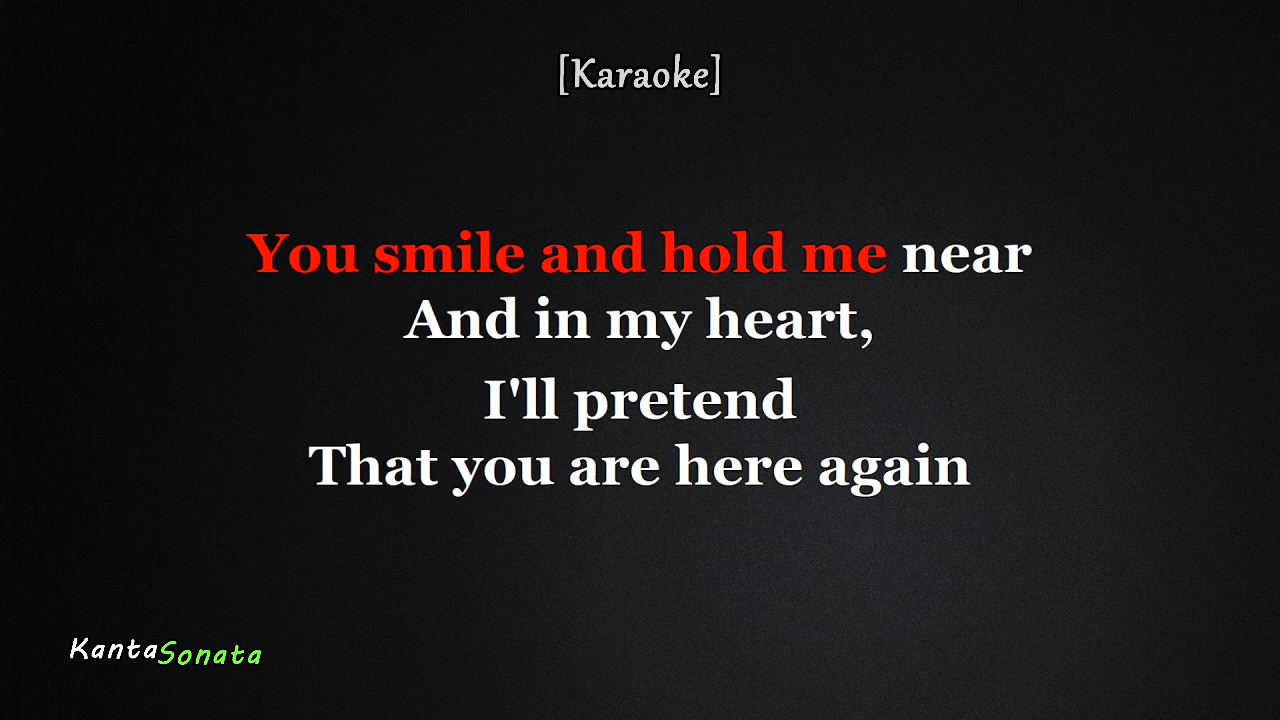 [Karaoke]
You smile and hold me near
And in my heart,
I'll pretend
That you are here again
KantaSonata